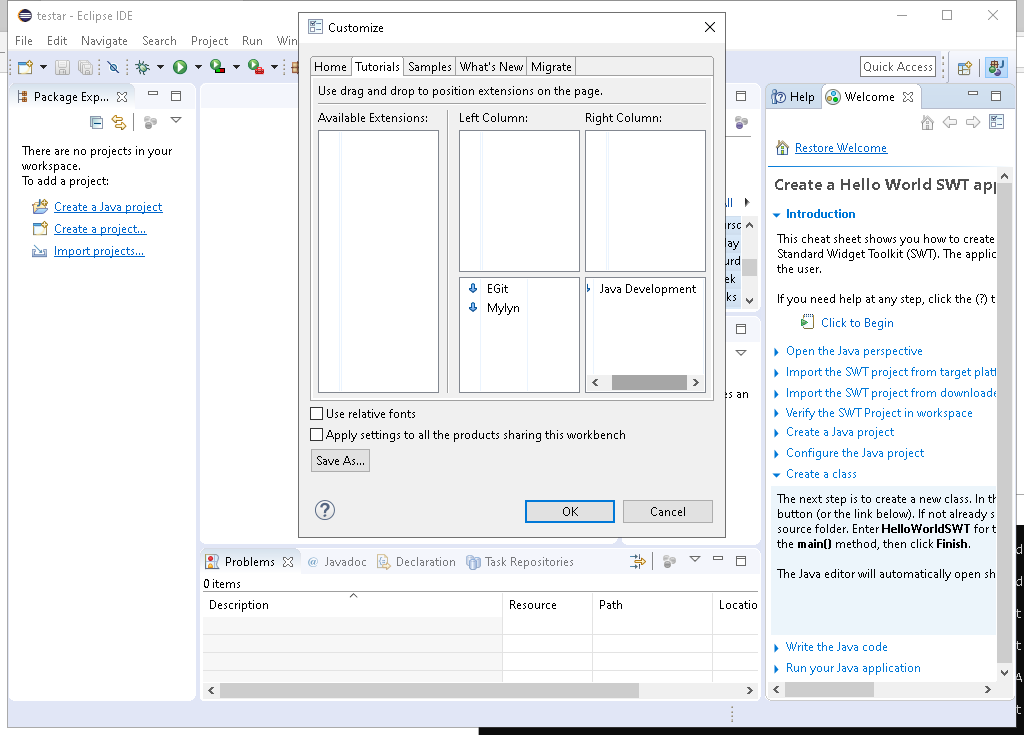 testar - Eclipse IDE
File Edit Navigate Search Project Run Win
Quick Access
Package Exp...
There are no projects in your
workspace.
To add a project:
Create a Java project
Create a project...
Import projects...
Customize
Home Tutorials Samples What's New Migrate
Use drag and drop to position extensions on the page.
Available Extensions: Left Column: Right Column:
EGit
Mylyn
Java Development
Use relative fonts
Apply settings to all the products sharing this workbench
Save As...
?
OK Cancel
es an
Help Welcome
Restore Welcome
Create a Hello World SWT app
Introduction
This cheat sheet shows you how to create
Standard Widget Toolkit (SWT). The applic
the user.
If you need help at any step, click the (?) t
Click to Begin
Open the Java perspective
Import the SWT project from target platf
Import the SWT project from downloade
Verify the SWT Project in workspace
Create a Java project
Configure the Java project
Create a class
The next step is to create a new class. In th
button (or the link below). If not already s
source folder. Enter HelloWorldSWT for t
the main() method, then click Finish.
The Java editor will automatically open sh
Write the Java code
Run your Java application
Problems @ Javadoc Declaration Task Repositories
0 items
Description Resource Path Locatio